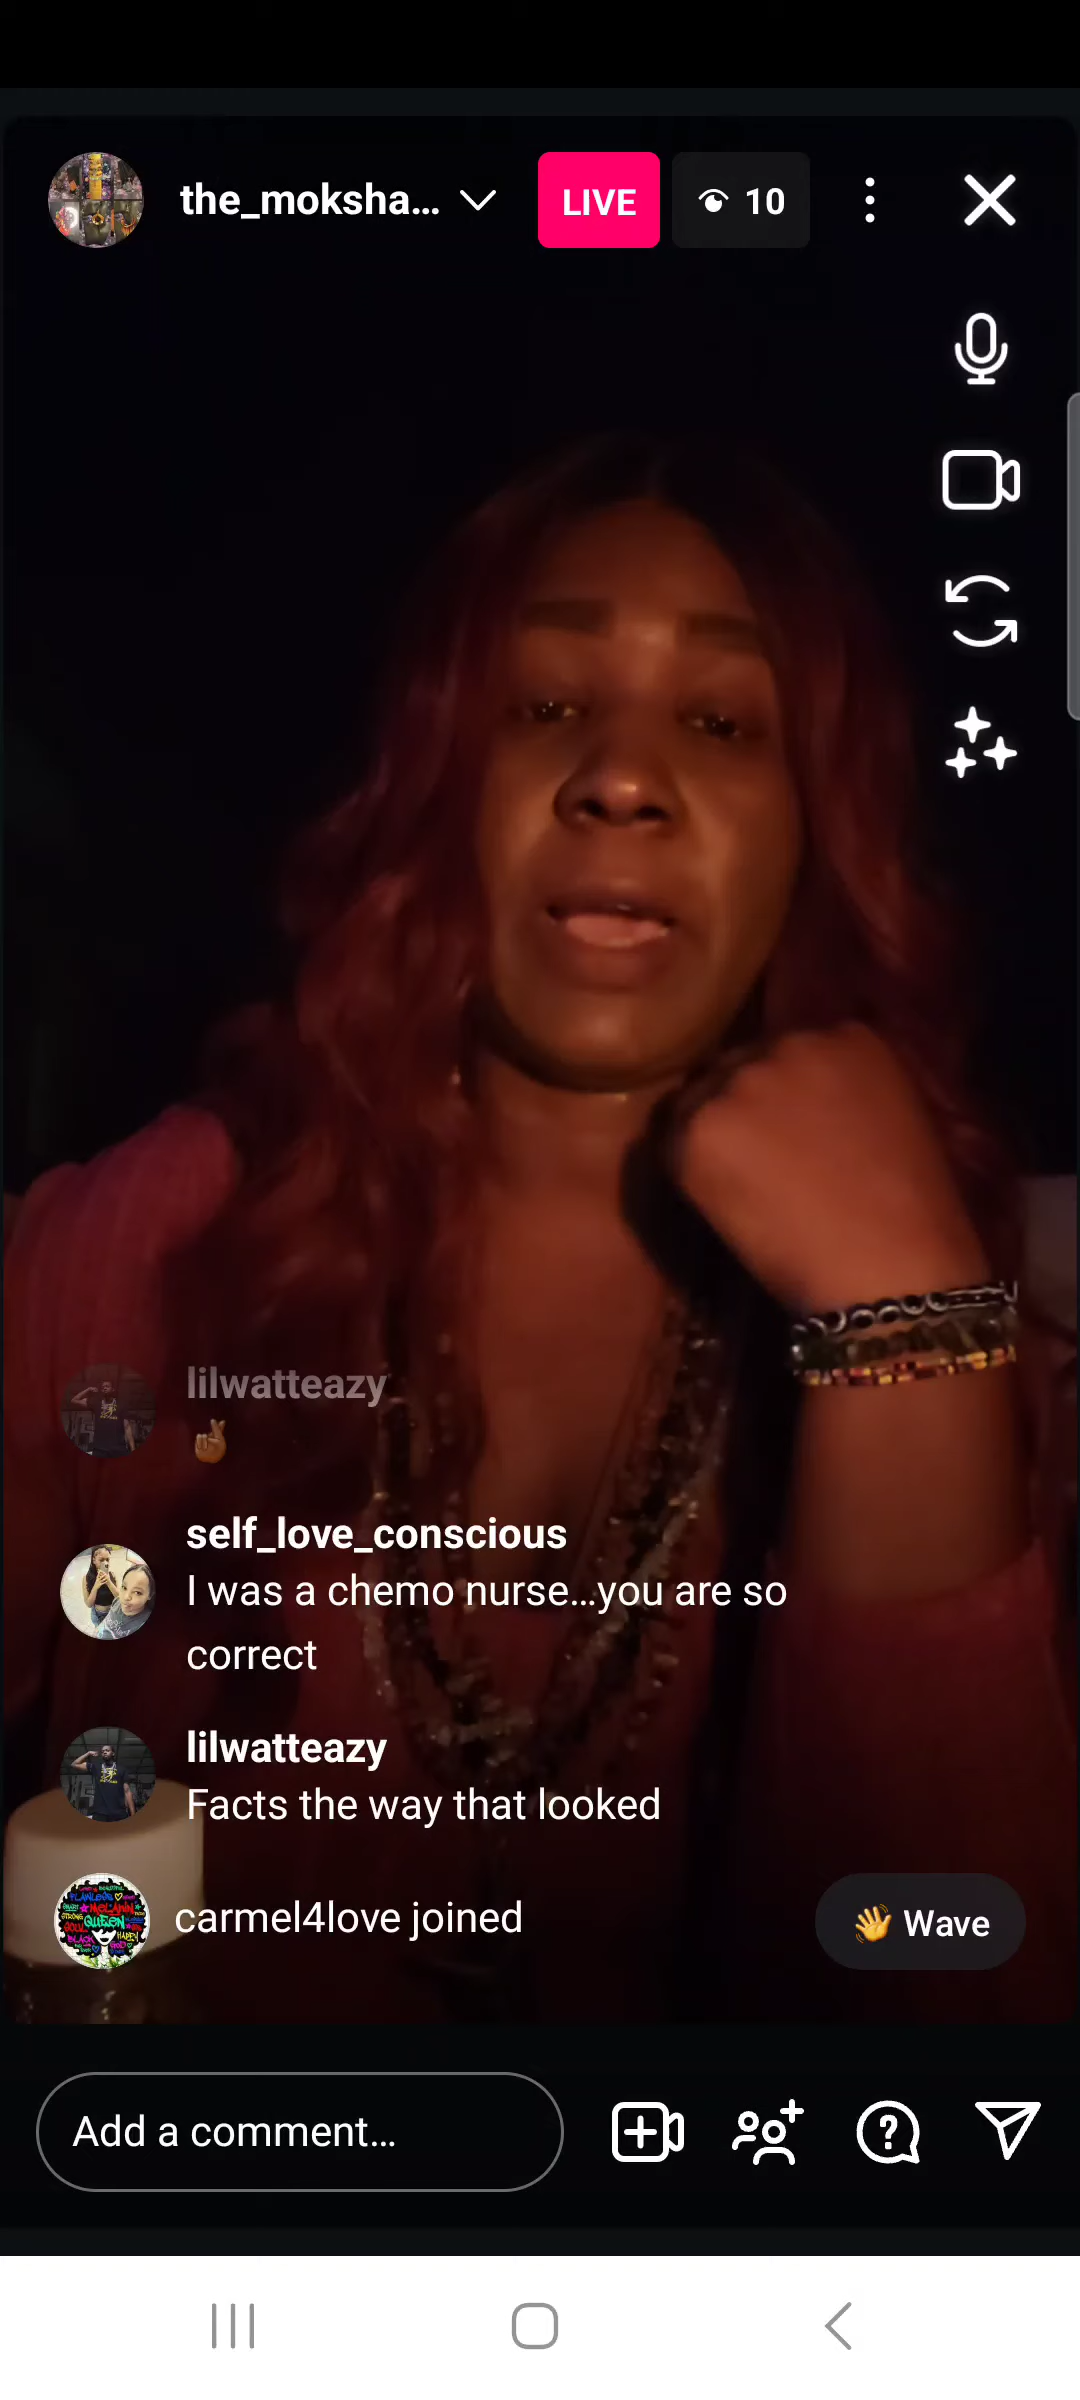 the_moksha...
LIVE
10
lilwatteazy
self_love_conscious
I was a chemo nurse...you are so
correct
lilwatteazy
Facts the way that looked
carmel4love joined
Wave
Add a comment...